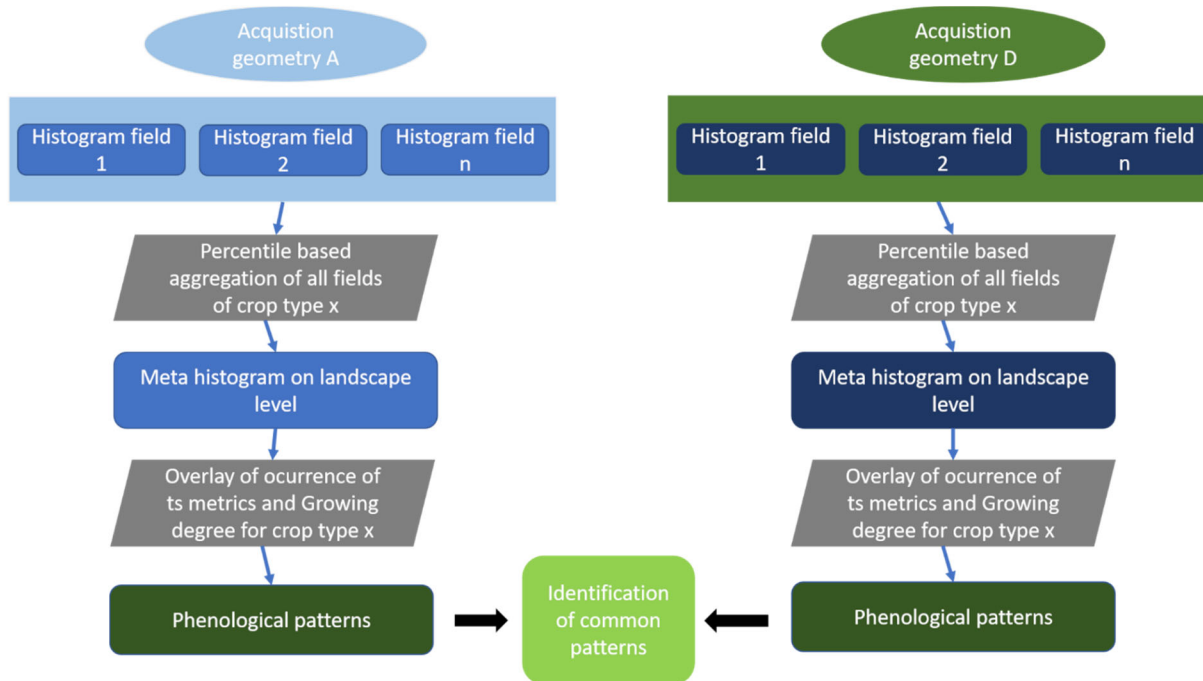 Acquistion
geometry A
Histogram field
1
Histogram field
2
Histogram field
n
Percentile based
aggregation of all fields
of crop type x
Meta histogram on landscape
level
Overlay of ocurrence of
ts metrics and Growing
degree for crop type x
Phenological patterns
Acquistion
geometry D
Histogram field
1
Histogram field
2
Histogram field
n
Percentile based
aggregation of all fields
of crop type x
Meta histogram on landscape
level
Overlay of ocurrence of
ts metrics and Growing
degree for crop type x
Phenological patterns
Identification
of common
patterns